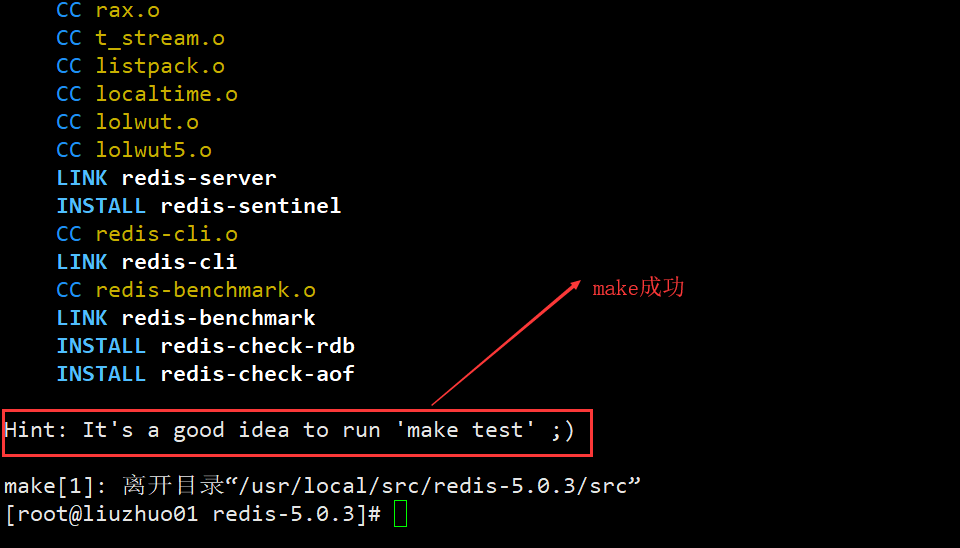 CC rax.o
CC t_stream.o
CC listpack.o
CC localtime.o
CC lolwut.o
CC lolwut5.o
LINK redis-server
INSTALL redis-sentinel
CC redis-cli.o
LINK redis-cli
CC redis-benchmark.o
LINK redis-benchmark
INSTALL redis-check-rdb
INSTALL redis-check-aof
make成功
Hint: It's a good idea to run 'make test' ;)
make[1]: 离开目录“/usr/local/src/redis-5.0.3/src”
[root@liuzhuo01 redis-5.0.3]#